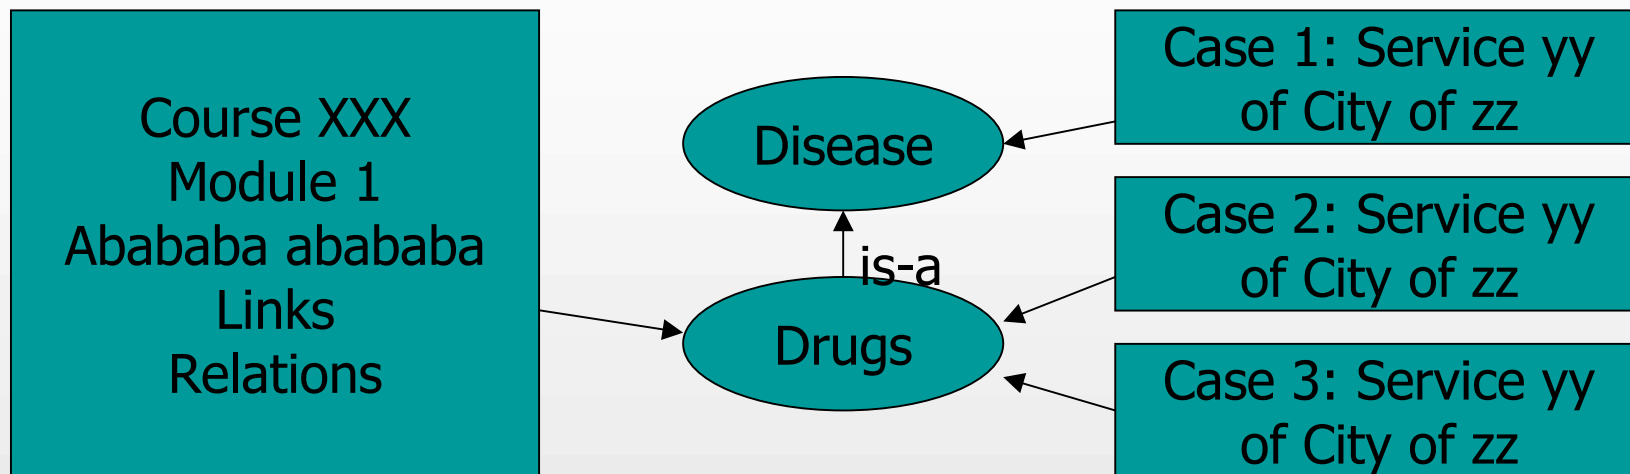 Course XXX
Module 1
Abababa abababa
Links
Relations
Disease
is-a
Drugs
Case 1: Service yy
of City of zz
Case 2: Service yy
of City of zz
Case 3: Service yy
of City of zz